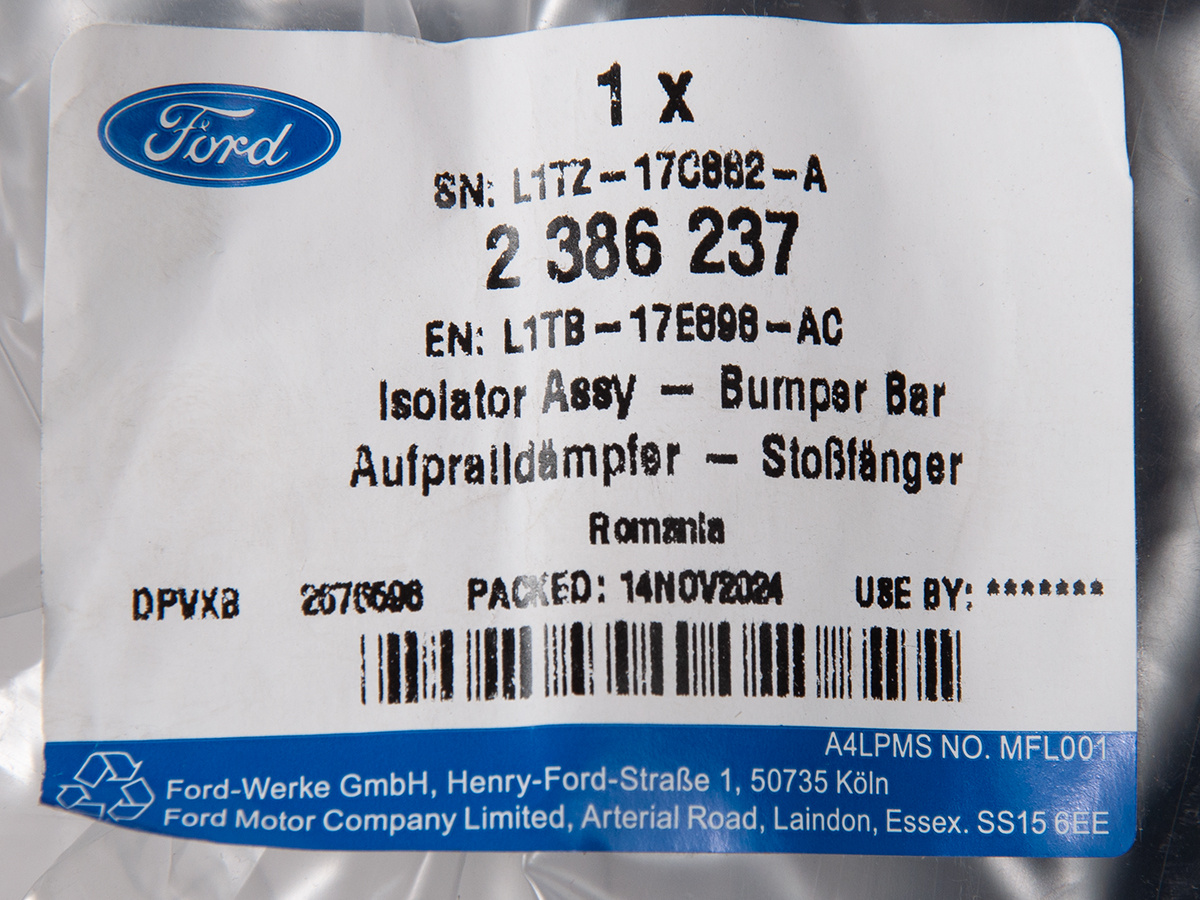 Ford
1 x
SN: L1TZ-17C882-A
2 386 237
EN: L1TB-17E898-AC
Isolator Assy - Bumper Bar
Aufpralldämpfer - Stoßfänger
Romania
DPVXB PACKED: 14NOV2024 USE BY: *******
A4LPMS NO. MFL001
Ford-Werke GmbH, Henry-Ford-Straße 1, 50735 Köln
Ford Motor Company Limited, Arterial Road, Laindon, Essex. SS15 6EE